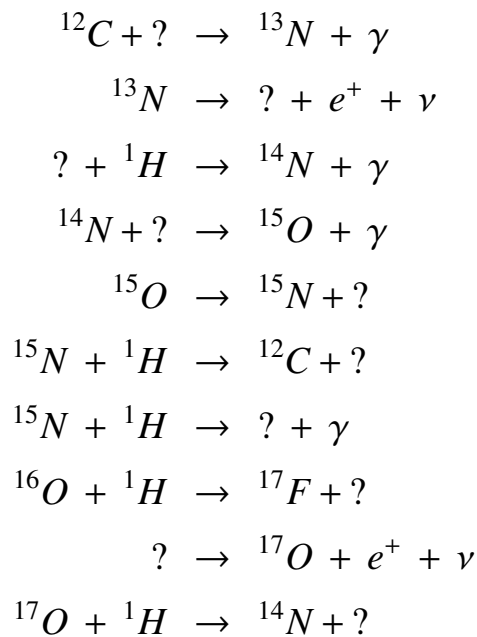 ¹²C + ? → ¹³N + γ
¹³N → ? + e⁺ + ν
? + ¹H → ¹⁴N + γ
¹⁴N + ? → ¹⁵O + γ
¹⁵O → ¹⁵N + ?
¹⁵N + ¹H → ¹²C + ?
¹⁵N + ¹H → ? + γ
¹⁶O + ¹H → ¹⁷F + ?
? → ¹⁷O + e⁺ + ν
¹⁷O + ¹H → ¹⁴N + ?